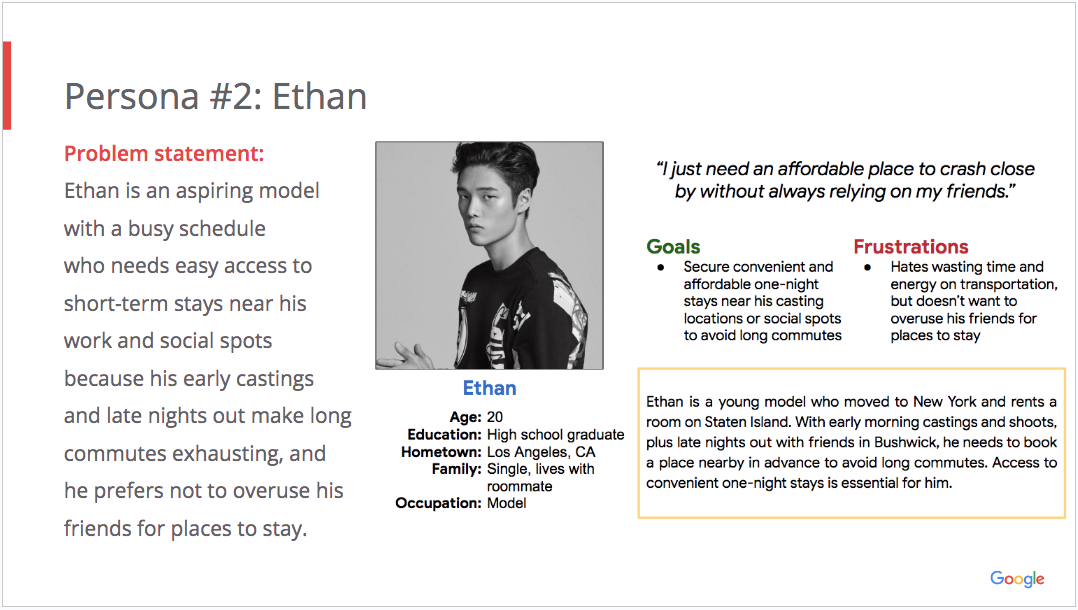 Persona #2: Ethan
Problem statement:
Ethan is an aspiring model
with a busy schedule
who needs easy access to
short-term stays near his
work and social spots
because his early castings
and late nights out make long
commutes exhausting, and
he prefers not to overuse his
friends for places to stay.
Ethan
Age: 20
Education: High school graduate
Hometown: Los Angeles, CA
Family: Single, lives with
roommate
Occupation: Model
“I just need an affordable place to crash close
by without always relying on my friends.”
Goals
● Secure convenient and
affordable one-night
stays near his casting
locations or social spots
to avoid long commutes
Frustrations
● Hates wasting time and
energy on transportation,
but doesn’t want to
overuse his friends for
places to stay
Ethan is a young model who moved to New York and rents a
room on Staten Island. With early morning castings and shoots,
plus late nights out with friends in Bushwick, he needs to book
a place nearby in advance to avoid long commutes. Access to
convenient one-night stays is essential for him.
Google